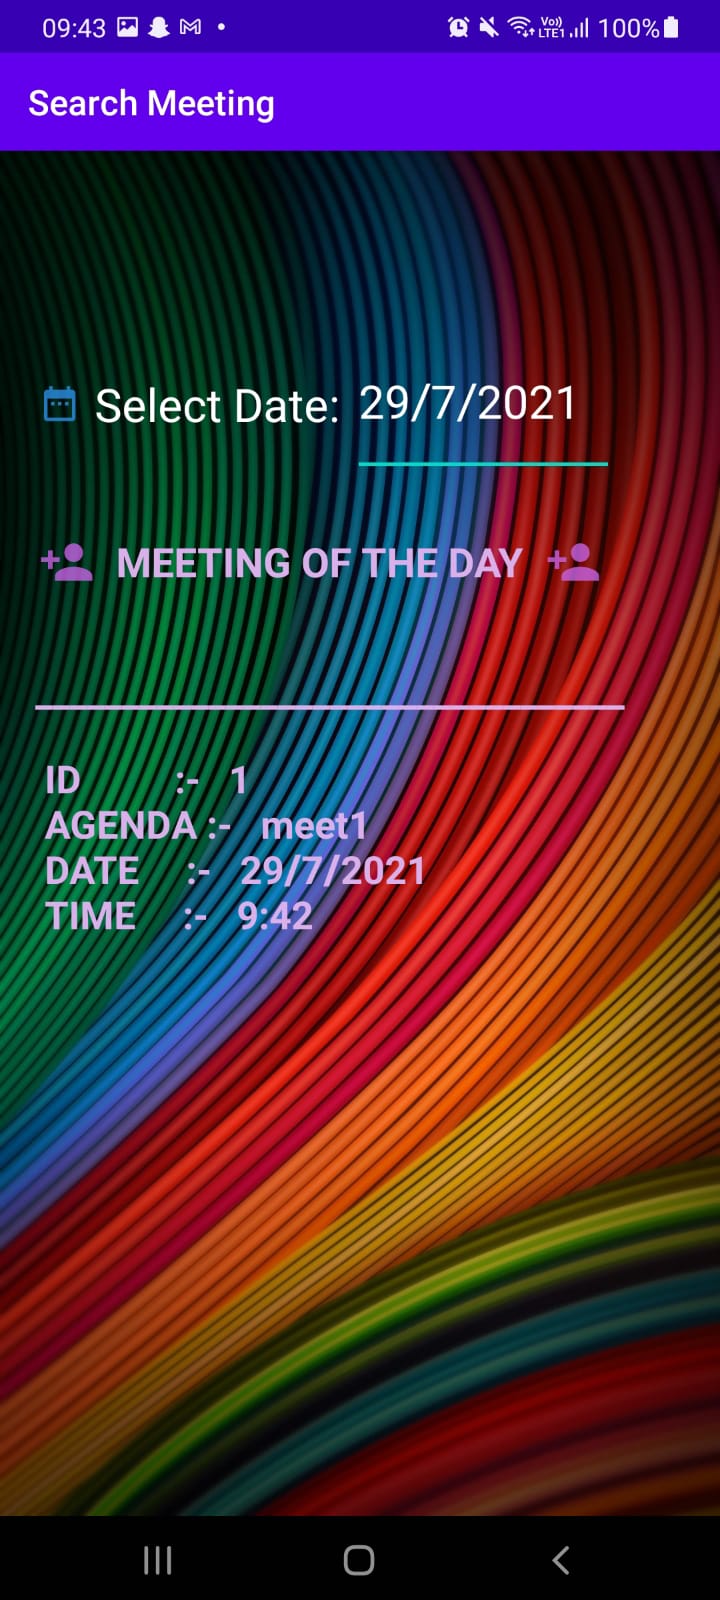 09:43 Vo)) LTE1 100%
Search Meeting
Select Date: 29/7/2021
MEETING OF THE DAY
ID :- 1
AGENDA :- meet1
DATE :- 29/7/2021
TIME :- 9:42